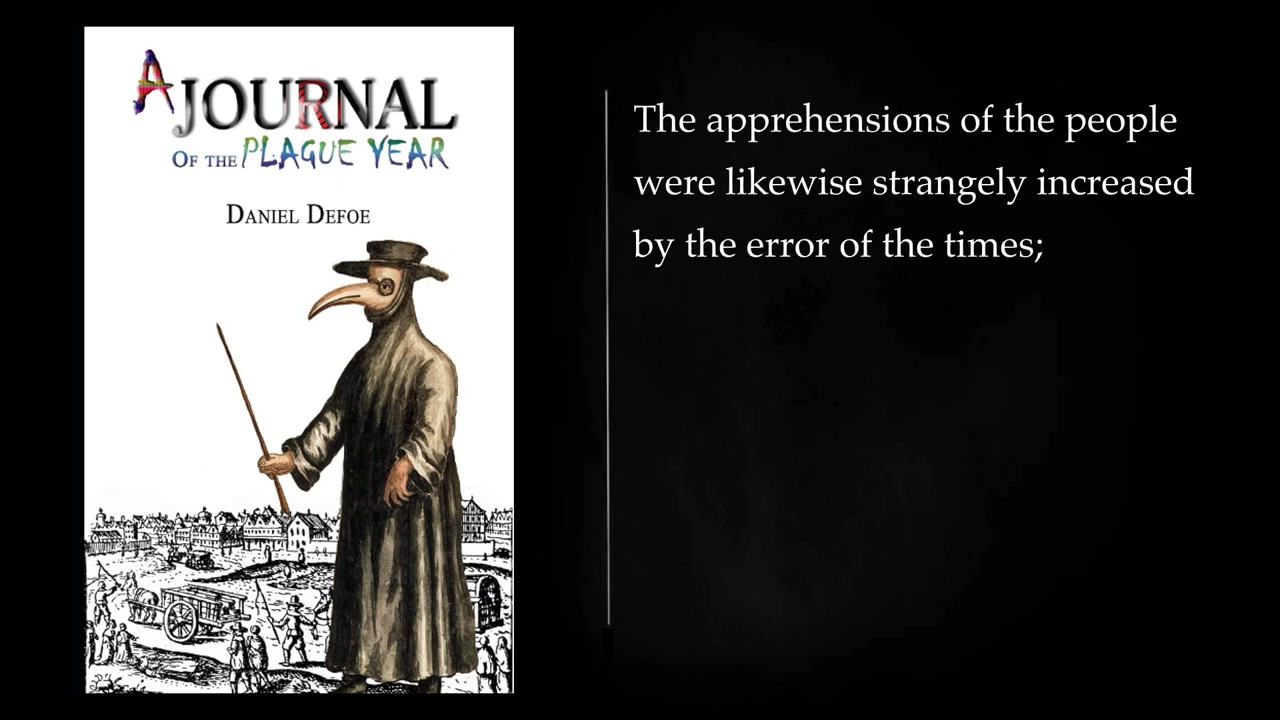 A JOURNAL
OF THE PLAGUE YEAR
DANIEL DEFOE
The apprehensions of the people
were likewise strangely increased
by the error of the times;